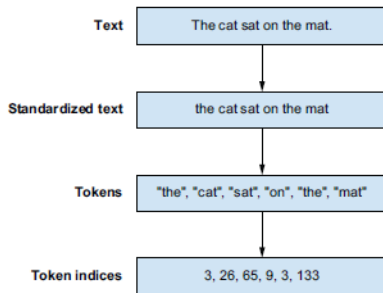 Text
The cat sat on the mat.
Standardized text
the cat sat on the mat
Tokens
"the", "cat", "sat", "on", "the", "mat"
Token indices
3, 26, 65, 9, 3, 133